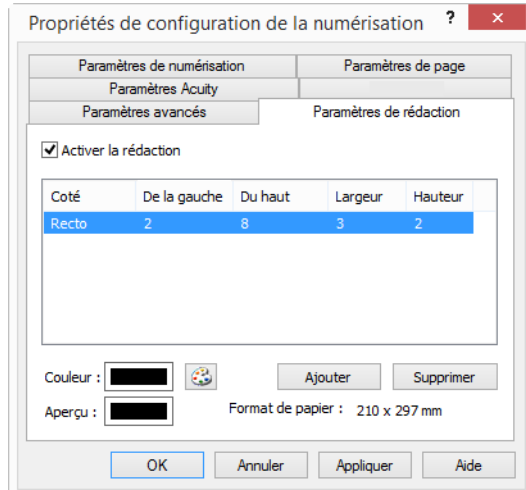 Propriétés de configuration de la numérisation ? ×
Paramètres de numérisation Paramètres de page
Paramètres Acuity
Paramètres avancés Paramètres de rédaction
Activer la rédaction
Coté De la gauche Du haut Largeur Hauteur
Recto 2 8 3 2
Couleur :
Ajouter Supprimer
Aperçu : Format de papier : 210 x 297 mm
OK Annuler Appliquer Aide